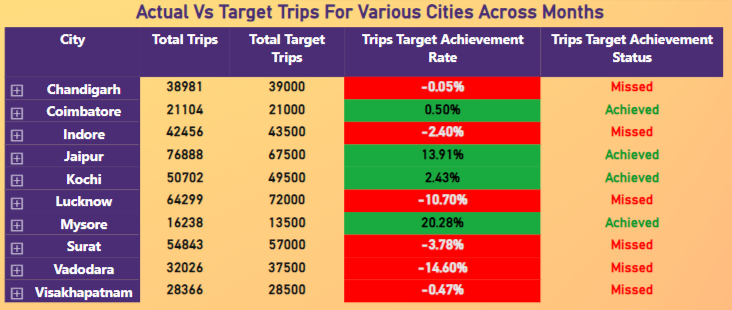 Actual Vs Target Trips For Various Cities Across Months
City Total Trips Total Target Trips Trips Target Achievement Rate Trips Target Achievement Status
Chandigarh 38981 39000 -0.05% Missed
Coimbatore 21104 21000 0.50% Achieved
Indore 42456 43500 -2.40% Missed
Jaipur 76888 67500 13.91% Achieved
Kochi 50702 49500 2.43% Achieved
Lucknow 64299 72000 -10.70% Missed
Mysore 16238 13500 20.28% Achieved
Surat 54843 57000 -3.78% Missed
Vadodara 32026 37500 -14.60% Missed
Visakhapatnam 28366 28500 -0.47% Missed